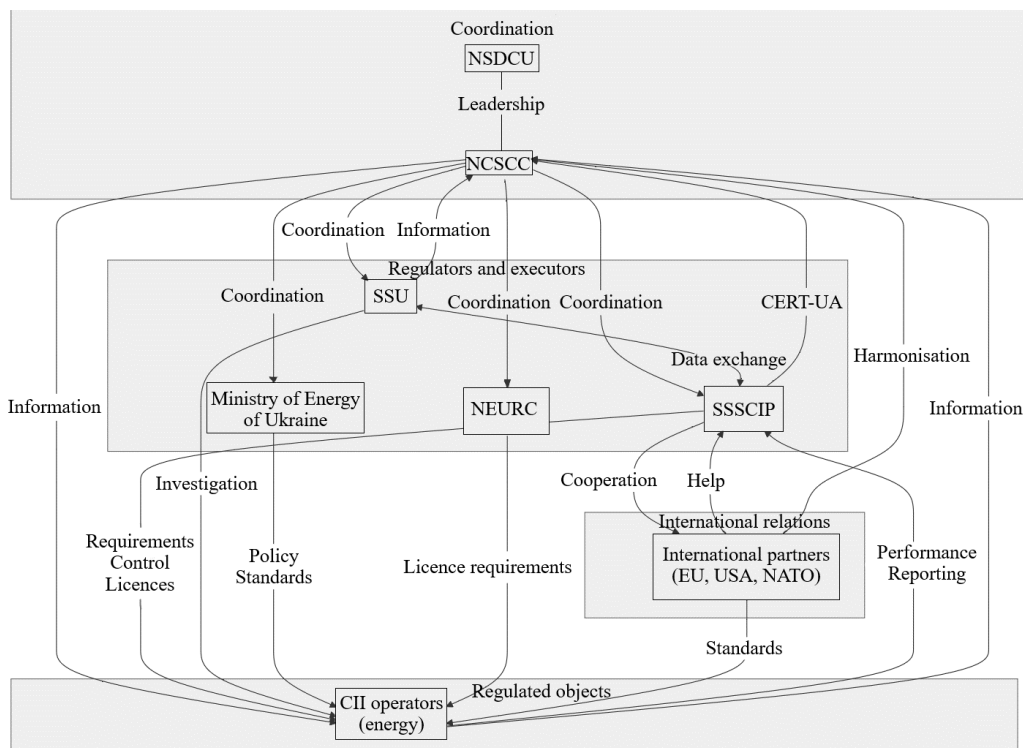 Coordination
NSDCU
Leadership
NCSCC
Coordination
Information
Regulators and executors
SSU
Coordination
Coordination
Coordination
CERT-UA
Data exchange
Harmonisation
Ministry of Energy
of Ukraine
NEURC
SSSCIP
Information
Information
Investigation
Cooperation
Help
International relations
Requirements
Control
Licences
Policy
Standards
Licence requirements
International partners
(EU, USA, NATO)
Performance
Reporting
Standards
Regulated objects
CII operators
(energy)